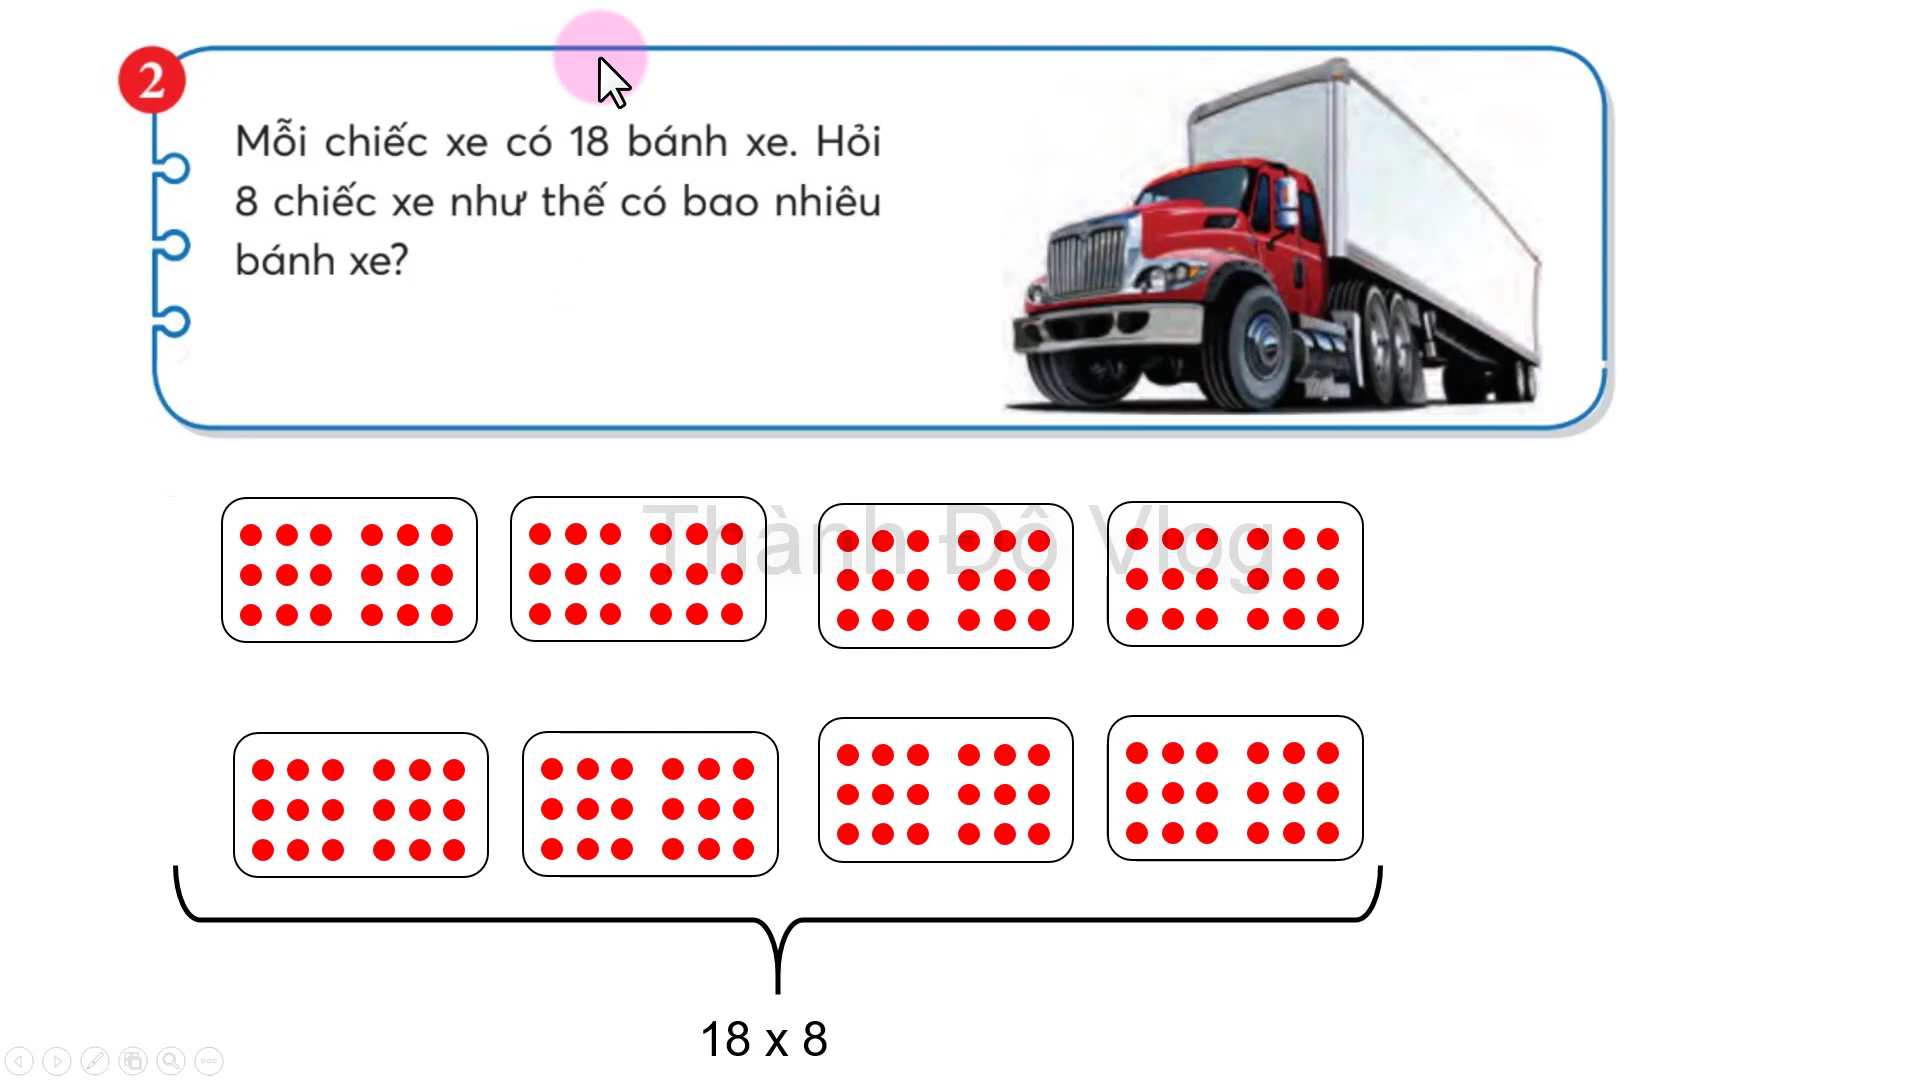 2
Mỗi chiếc xe có 18 bánh xe. Hỏi
8 chiếc xe như thế có bao nhiêu
bánh xe?
Thành Đô Vlog
18 x 8